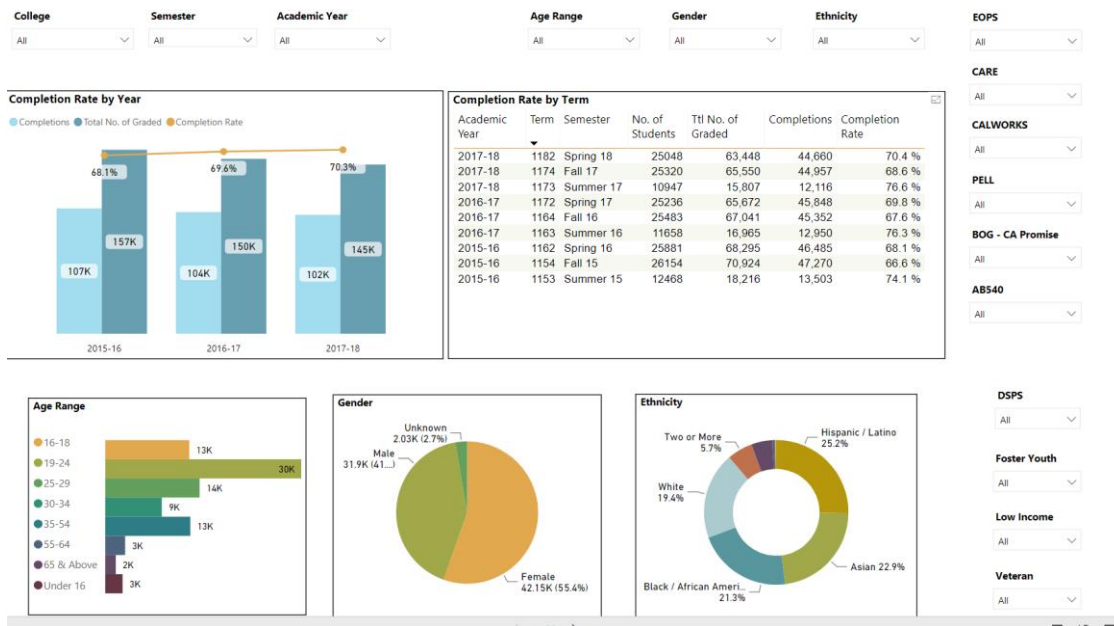 College Semester Academic Year Age Range Gender Ethnicity EOPS
All All All All All All All
CARE
All
CALWORKS
All
PELL
All
BOG - CA Promise
All
AB540
All
Completion Rate by Year
Completions Total No. of Graded Completion Rate
68.1% 69.6% 70.3%
157K 150K 145K
107K 104K 102K
2015-16 2016-17 2017-18
Completion Rate by Term
Academic Year Term Semester No. of Students Ttl No. of Graded Completions Completion Rate
2017-18 1182 Spring 18 25048 63,448 44,660 70.4 %
2017-18 1174 Fall 17 25320 65,550 44,957 68.6 %
2017-18 1173 Summer 17 10947 15,807 12,116 76.6 %
2016-17 1172 Spring 17 25236 65,672 45,848 69.8 %
2016-17 1164 Fall 16 25483 67,041 45,352 67.6 %
2016-17 1163 Summer 16 11658 16,965 12,950 76.3 %
2015-16 1162 Spring 16 25881 68,295 46,485 68.1 %
2015-16 1154 Fall 15 26154 70,924 47,270 66.6 %
2015-16 1153 Summer 15 12468 18,216 13,503 74.1 %
Age Range
16-18 13K
19-24 30K
25-29 14K
30-34 9K
35-54 13K
55-64 3K
65 & Above 2K
Under 16 3K
Gender
Unknown
2.03K (2.7%)
Male
31.9K (41...)
Female
42.15K (55.4%)
Ethnicity
Two or More
5.7%
Hispanic / Latino
25.2%
White
19.4%
Asian 22.9%
Black / African Ameri...
21.3%
DSPS
All
Foster Youth
All
Low Income
All
Veteran
All